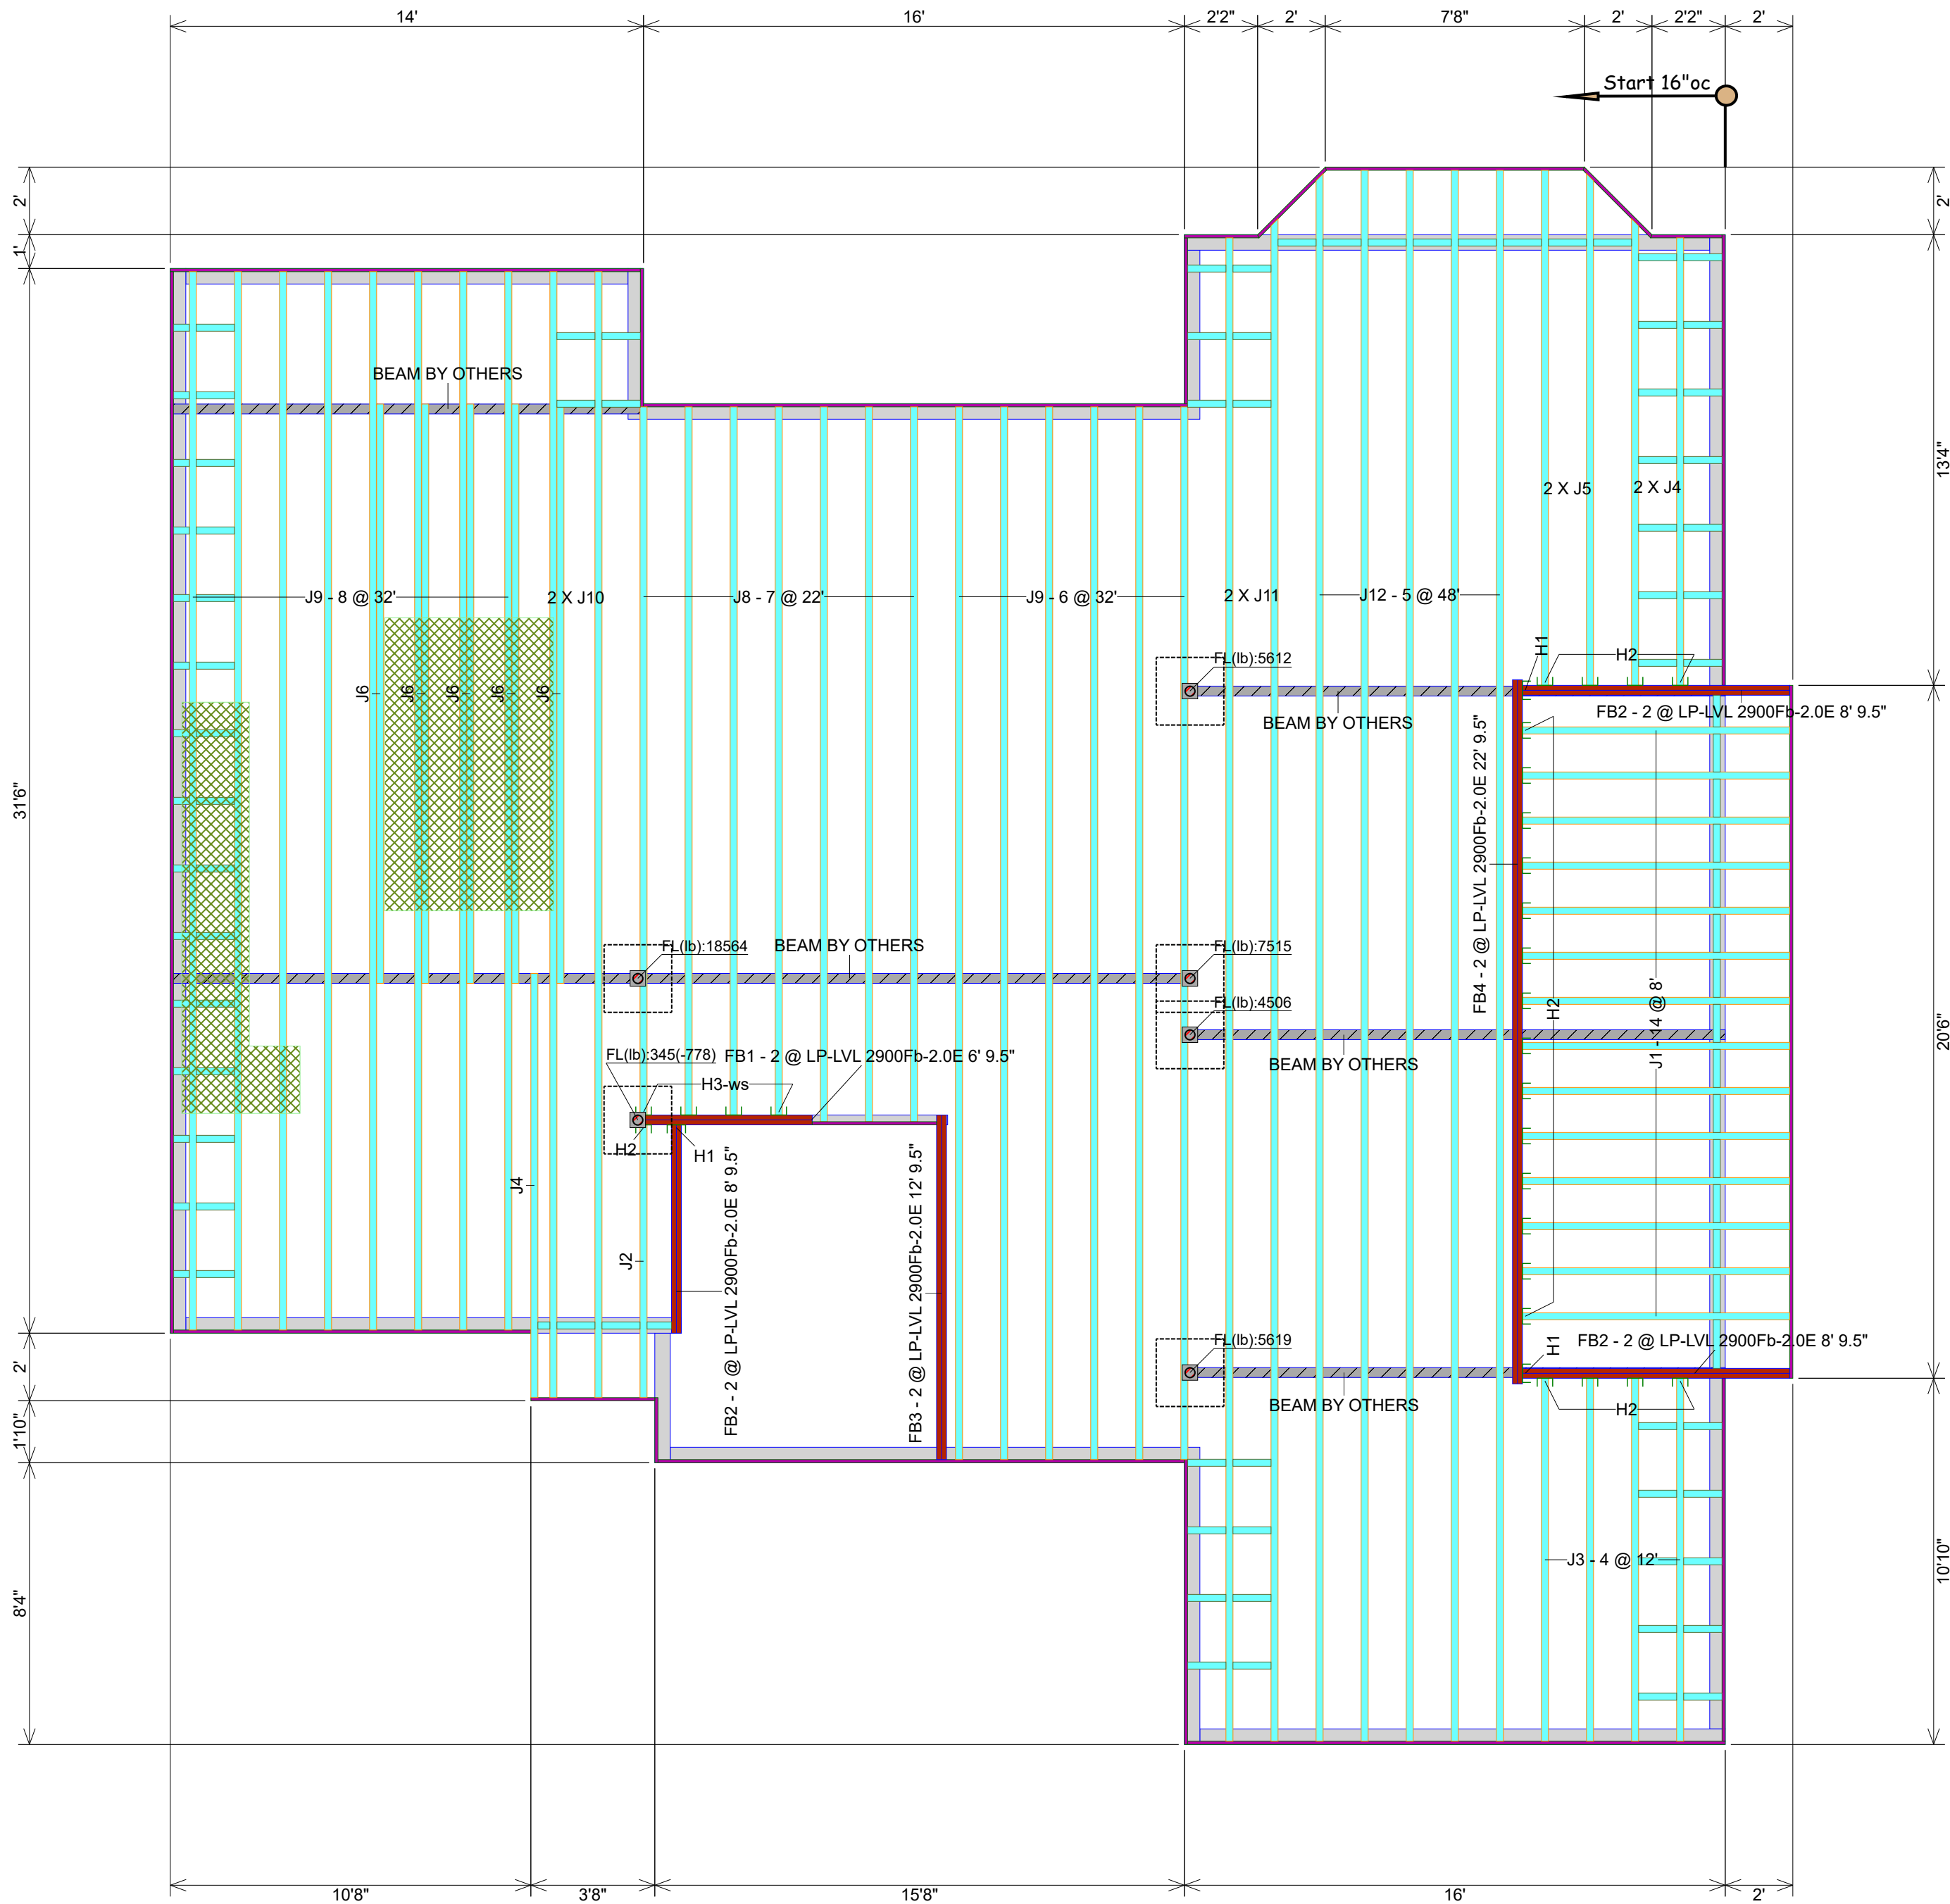 14'
16'
2'2"
2'
7'8"
2'
2'2"
2'
Start 16"oc
2'
1'
31'6"
2'
1'10"
8'4"
2'
13'4"
20'6"
10'10"
BEAM BY OTHERS
2 X J5
2 X J4
J9 - 8 @ 32'
2 X J10
J8 - 7 @ 22'
J9 - 6 @ 32'
2 X J11
J12 - 5 @ 48'
J6
J6
J6
J6
J6
FL(lb):5612
BEAM BY OTHERS
H1
H2
FB2 - 2 @ LP-LVL 2900Fb-2.0E 8' 9.5"
FB4 - 2 @ LP-LVL 2900Fb-2.0E 22' 9.5"
H2
J1 - 14 @ 8'
FL(lb):18564
BEAM BY OTHERS
FL(lb):7515
FL(lb):4506
BEAM BY OTHERS
FL(lb):345(-778)
FB1 - 2 @ LP-LVL 2900Fb-2.0E 6' 9.5"
H3-ws
H2
H1
J4
J2
FB2 - 2 @ LP-LVL 2900Fb-2.0E 8' 9.5"
FB3 - 2 @ LP-LVL 2900Fb-2.0E 12' 9.5"
FL(lb):5619
BEAM BY OTHERS
H1
FB2 - 2 @ LP-LVL 2900Fb-2.0E 8' 9.5"
H2
J3 - 4 @ 12'
10'8"
3'8"
15'8"
16'
2'